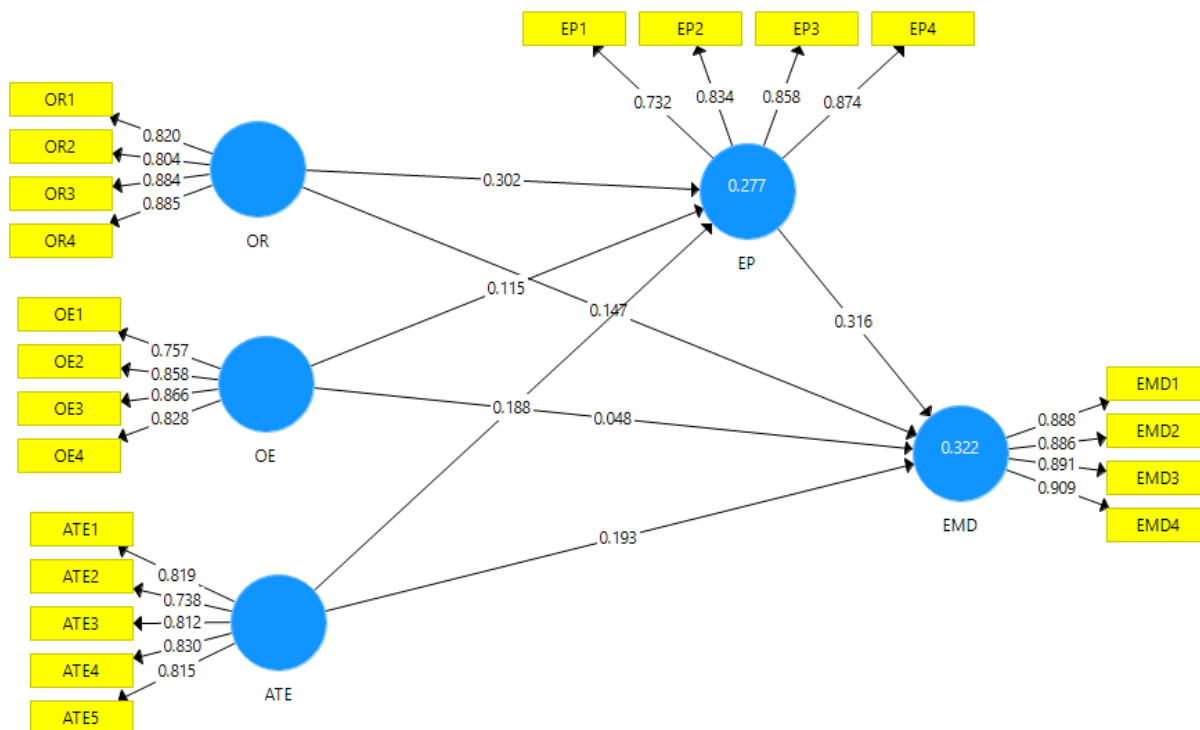 EP1
EP2
EP3
EP4
0.732
0.834
0.858
0.874
0.277
EP
OR1
OR2
OR3
OR4
0.820
0.804
0.884
0.885
OR
0.302
0.115
0.147
0.316
OE1
OE2
OE3
OE4
0.757
0.858
0.866
0.828
OE
0.188
0.048
0.193
EMD1
EMD2
EMD3
EMD4
0.888
0.886
0.891
0.909
0.322
EMD
ATE1
ATE2
ATE3
ATE4
ATE5
0.819
0.738
0.812
0.830
0.815
ATE